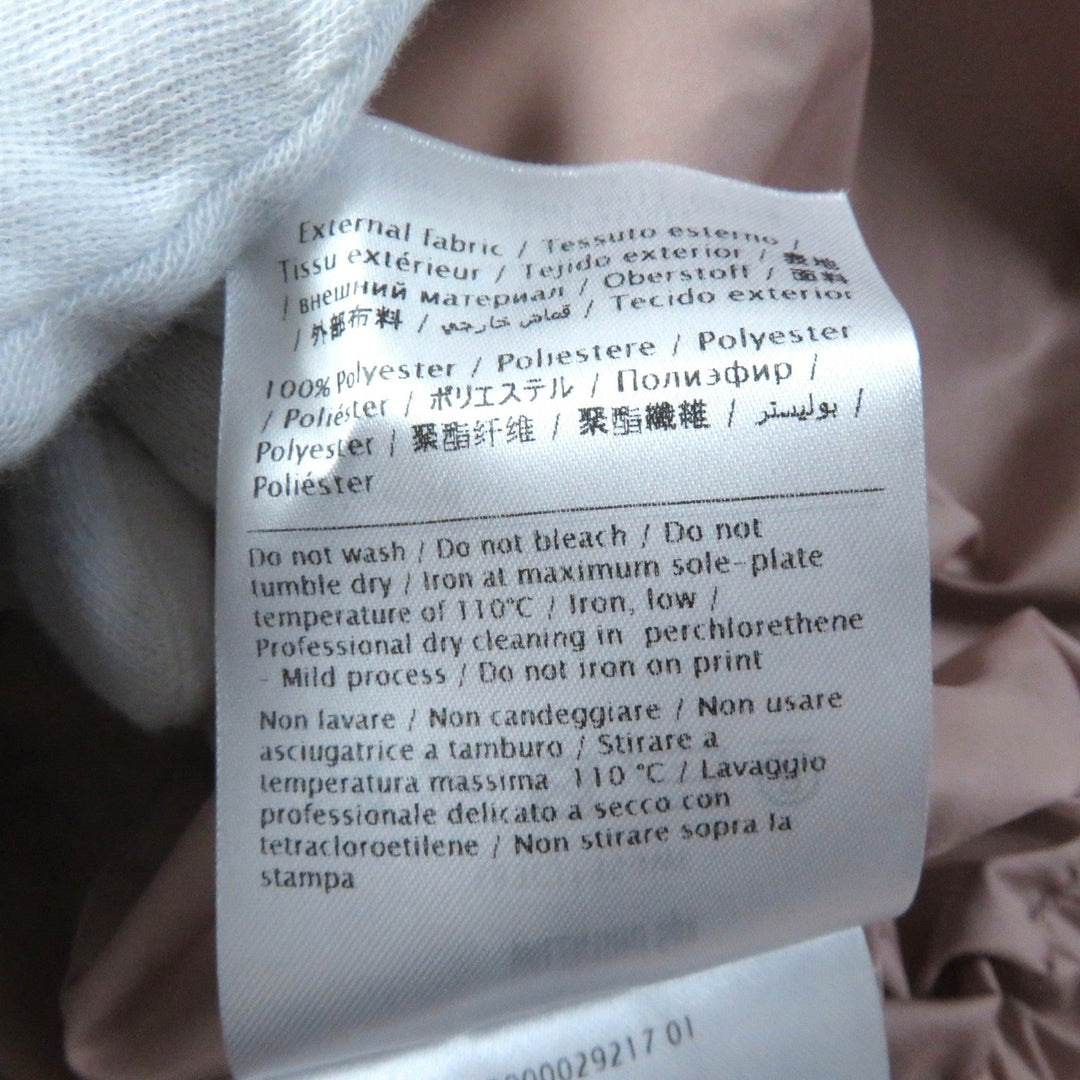 External fabric / Tessuto esterno /
Tissu extérieur / Tejido exterior / 表地
/ внешний материал / Oberstoff / 面料
/ 外部布料 / قماش خارجي / Tecido exterior
100% Polyester / Poliestere / Polyester
/ Poliéster / ポリエステル / Полиэфир /
Polyester / 聚酯纤维 / 聚酯纖維 / بوليستر /
Poliéster
Do not wash / Do not bleach / Do not
tumble dry / Iron at maximum sole-plate
temperature of 110°C / Iron, low /
Professional dry cleaning in perchlorethene
- Mild process / Do not iron on print
Non lavare / Non candeggiare / Non usare
asciugatrice a tamburo / Stirare a
temperatura massima 110 °C / Lavaggio
professionale delicato a secco con
tetracloroetilene / Non stirare sopra la
stampa
000029217 01